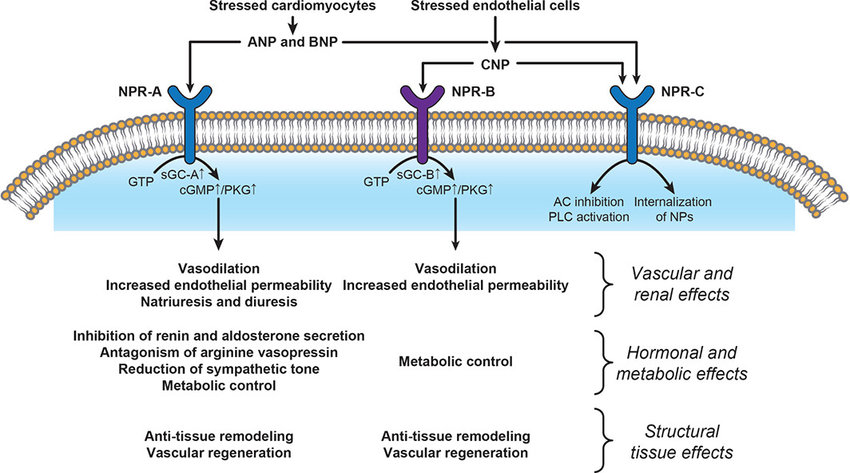 Stressed cardiomyocytes
Stressed endothelial cells
ANP and BNP
CNP
NPR-A
NPR-B
NPR-C
GTP
sGC-A↑
cGMP↑/PKG↑
GTP
sGC-B↑
cGMP↑/PKG↑
AC inhibition
PLC activation
Internalization
of NPs
Vasodilation
Increased endothelial permeability
Natriuresis and diuresis
Vasodilation
Increased endothelial permeability
Vascular and
renal effects
Inhibition of renin and aldosterone secretion
Antagonism of arginine vasopressin
Reduction of sympathetic tone
Metabolic control
Metabolic control
Hormonal and
metabolic effects
Anti-tissue remodeling
Vascular regeneration
Anti-tissue remodeling
Vascular regeneration
Structural
tissue effects